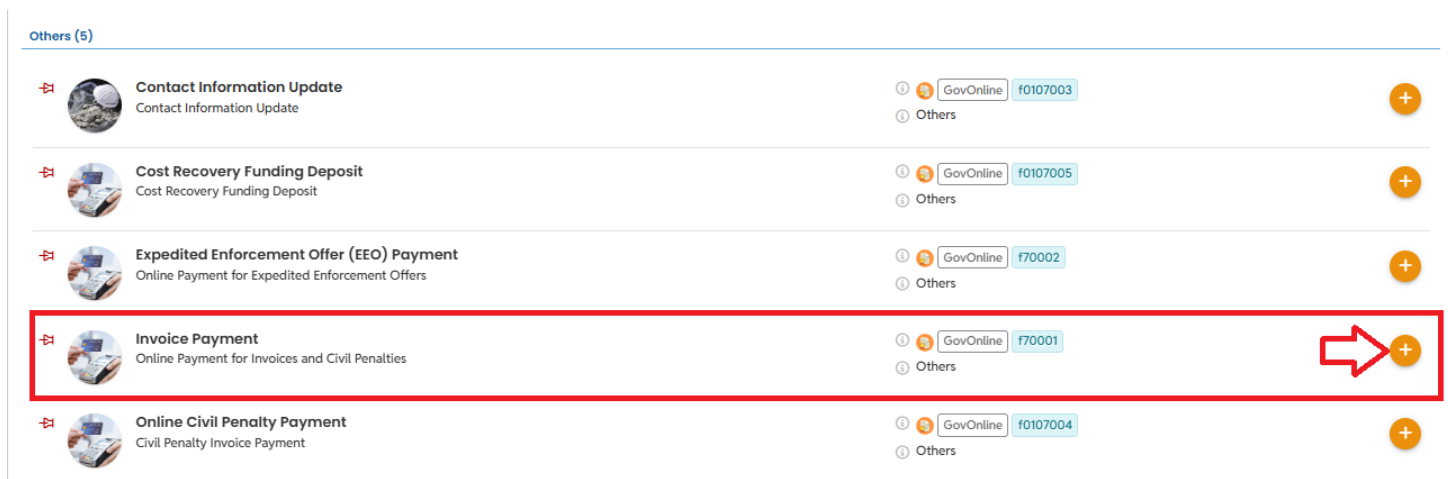 Others (5)
Contact Information Update
Contact Information Update
GovOnline f0107003
Others
Cost Recovery Funding Deposit
Cost Recovery Funding Deposit
GovOnline f0107005
Others
Expedited Enforcement Offer (EEO) Payment
Online Payment for Expedited Enforcement Offers
GovOnline f70002
Others
Invoice Payment
Online Payment for Invoices and Civil Penalties
GovOnline f70001
Others
Online Civil Penalty Payment
Civil Penalty Invoice Payment
GovOnline f0107004
Others